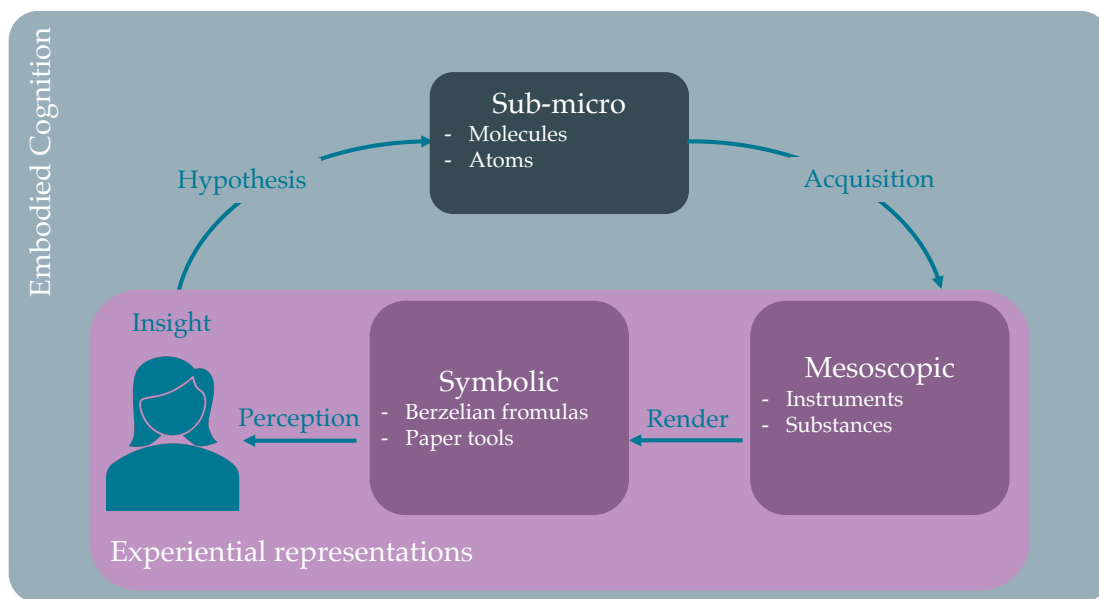 Embodied Cognition
Sub-micro
- Molecules
- Atoms
Hypothesis
Acquisition
Insight
Symbolic
- Berzelian fromulas
- Paper tools
Mesoscopic
- Instruments
- Substances
Perception
Render
Experiential representations